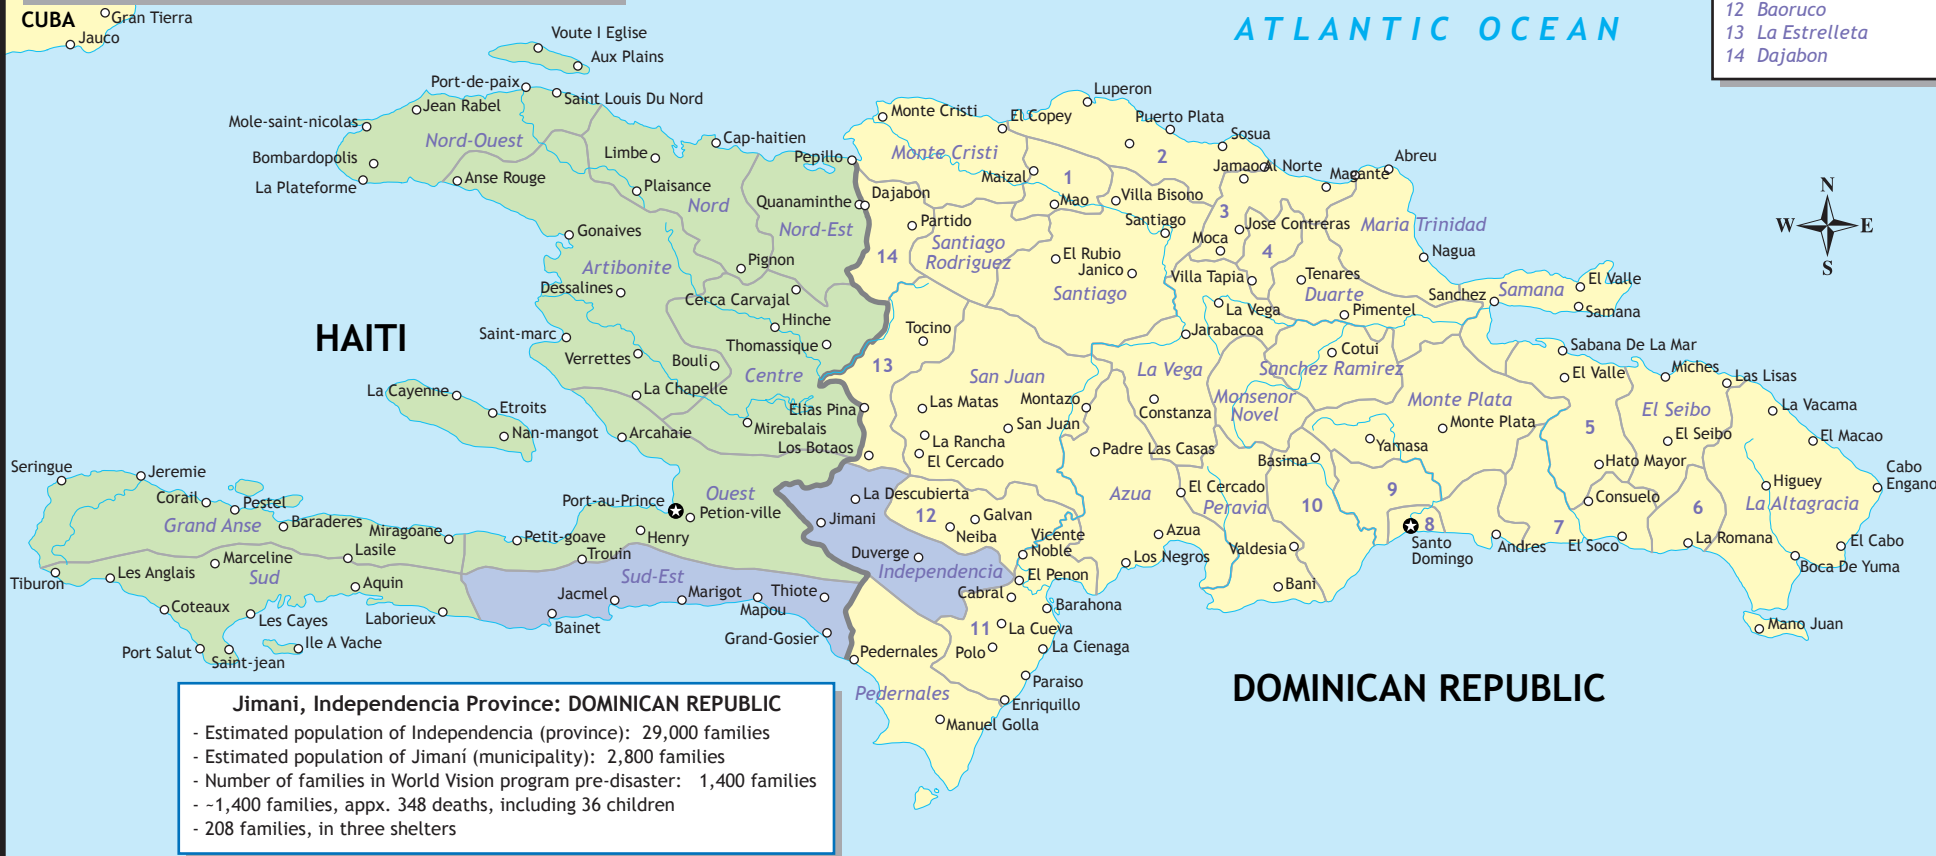 CUBA
Gran Tierra
Jauco
ATLANTIC OCEAN
12 Baoruco
13 La Estrelleta
14 Dajabon
Voute I Eglise
Aux Plains
Port-de-paix
Saint Louis Du Nord
Jean Rabel
Mole-saint-nicolas
Nord-Ouest
Bombardopolis
La Plateforme
Anse Rouge
Limbe
Cap-haitien
Plaisance
Nord
Pepillo
Quanaminthe
Nord-Est
Gonaives
Artibonite
Pignon
Dessalines
Cerca Carvajal
Hinche
HAITI
Saint-marc
Thomassique
Verrettes
Bouli
Centre
La Chapelle
La Cayenne
Etroits
Nan-mangot
Arcahaie
Mirebalais
Elias Pina
Los Botaos
Seringue
Jeremie
Corail
Pestel
Grand Anse
Baraderes
Miragoane
Port-au-Prince
Ouest
Petion-ville
Petit-goave
Henry
Trouin
Marceline
Lasile
Sud
Tiburon
Les Anglais
Aquin
Sud-Est
Coteaux
Les Cayes
Laborieux
Jacmel
Marigot
Thiote
Mapou
Bainet
Grand-Gosier
Port Salut
Saint-jean
Ile A Vache
Monte Cristi
El Copey
Luperon
Puerto Plata
Sosua
Monte Cristi
2
Jamao Al Norte
Abreu
Magante
Maizal
1
Dajabon
Mao
Villa Bisono
Partido
Santiago
3
Jose Contreras
Maria Trinidad
Santiago
Rodriguez
Moca
4
Nagua
14
El Rubio
Janico
Villa Tapia
Tenares
Santiago
Duarte
Sanchez
Samana
El Valle
Samana
La Vega
Pimentel
Tocino
Jarabacoa
Cotui
Sabana De La Mar
13
La Vega
Sanchez Ramirez
El Valle
Miches
Las Lisas
San Juan
Las Matas
Montazo
Constanza
Monsenor
Novel
Monte Plata
Monte Plata
El Seibo
La Vacama
San Juan
La Rancha
El Cercado
Padre Las Casas
Basima
Yamasa
5
El Seibo
El Macao
Hato Mayor
Cabo
Engano
La Descubierta
Jimani
12
Galvan
Neiba
Azua
El Cercado
Peravia
10
9
Consuelo
6
Higuey
La Altagracia
Duverge
Independencia
Vicente
Noble
Azua
Valdesia
8
Santo
Domingo
Andres
7
El Soco
La Romana
El Cabo
Los Negros
El Penon
Cabral
Barahona
Bani
Boca De Yuma
Mano Juan
11
La Cueva
Polo
La Cienaga
Pedernales
Pedernales
Paraiso
Enriquillo
Manuel Golla
DOMINICAN REPUBLIC
N
W
E
S
Jimani, Independencia Province: DOMINICAN REPUBLIC
- Estimated population of Independencia (province): 29,000 families
- Estimated population of Jimaní (municipality): 2,800 families
- Number of families in World Vision program pre-disaster: 1,400 families
- ~1,400 families, appx. 348 deaths, including 36 children
- 208 families, in three shelters